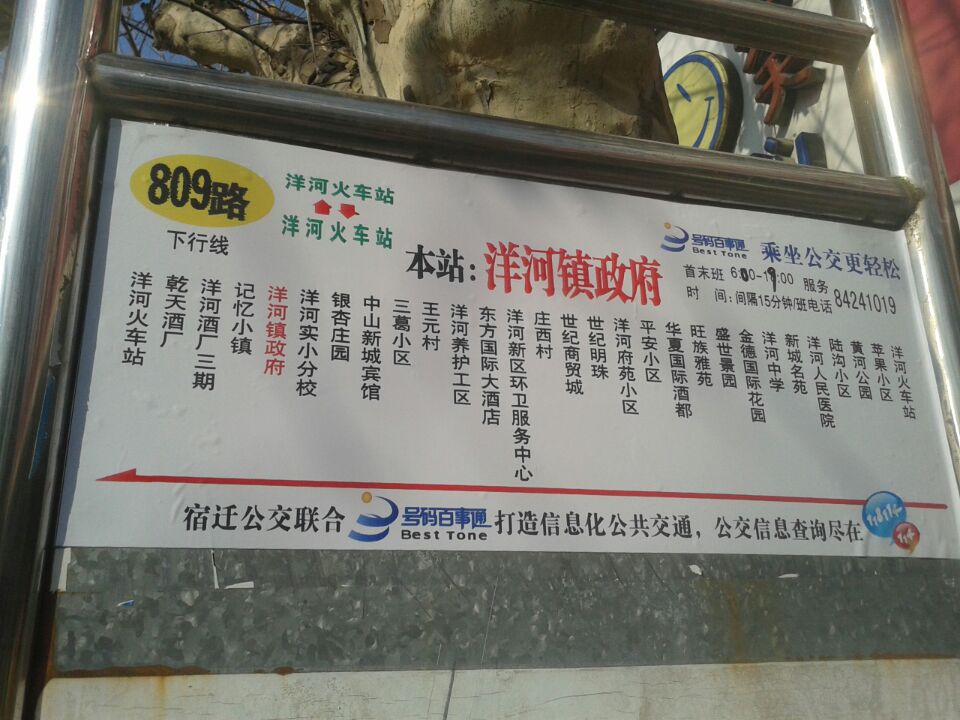 809路
下行线
洋河火车站
洋河火车站
本站:洋河镇政府
号码百事通
Best Tone
乘坐公交更轻松
首末班 6:00-19:00 服务
时 间:间隔15分钟/班电话
84241019
洋河火车站
乾天酒厂
洋河酒厂三期
记忆小镇
洋河镇政府
洋河实小分校
银杏庄园
中山新城宾馆
三葛小区
王元村
洋河养护工区
东方国际大酒店
洋河新区环卫服务中心
庄西村
世纪商贸城
世纪明珠
洋河府苑小区
平安小区
华夏国际酒都
旺族雅苑
盛世景园
金德国际花园
洋河中学
新城名苑
洋河人民医院
陆沟小区
黄河公园
苹果小区
洋河火车站
宿迁公交联合
号码百事通
Best Tone
打造信息化公共交通，公交信息查询尽在
118114
114